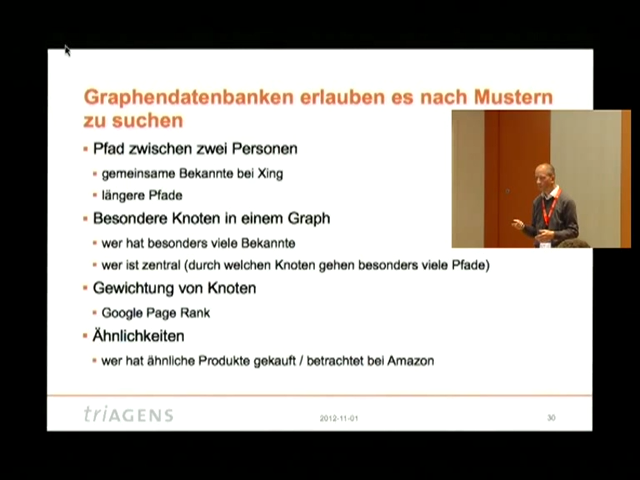 Graphendatenbanken erlauben es nach Mustern
zu suchen
Pfad zwischen zwei Personen
gemeinsame Bekannte bei Xing
längere Pfade
Besondere Knoten in einem Graph
wer hat besonders viele Bekannte
wer ist zentral (durch welchen Knoten gehen besonders viele Pfade)
Gewichtung von Knoten
Google Page Rank
Ähnlichkeiten
wer hat ähnliche Produkte gekauft / betrachtet bei Amazon
triAGENS 2012-11-01 30